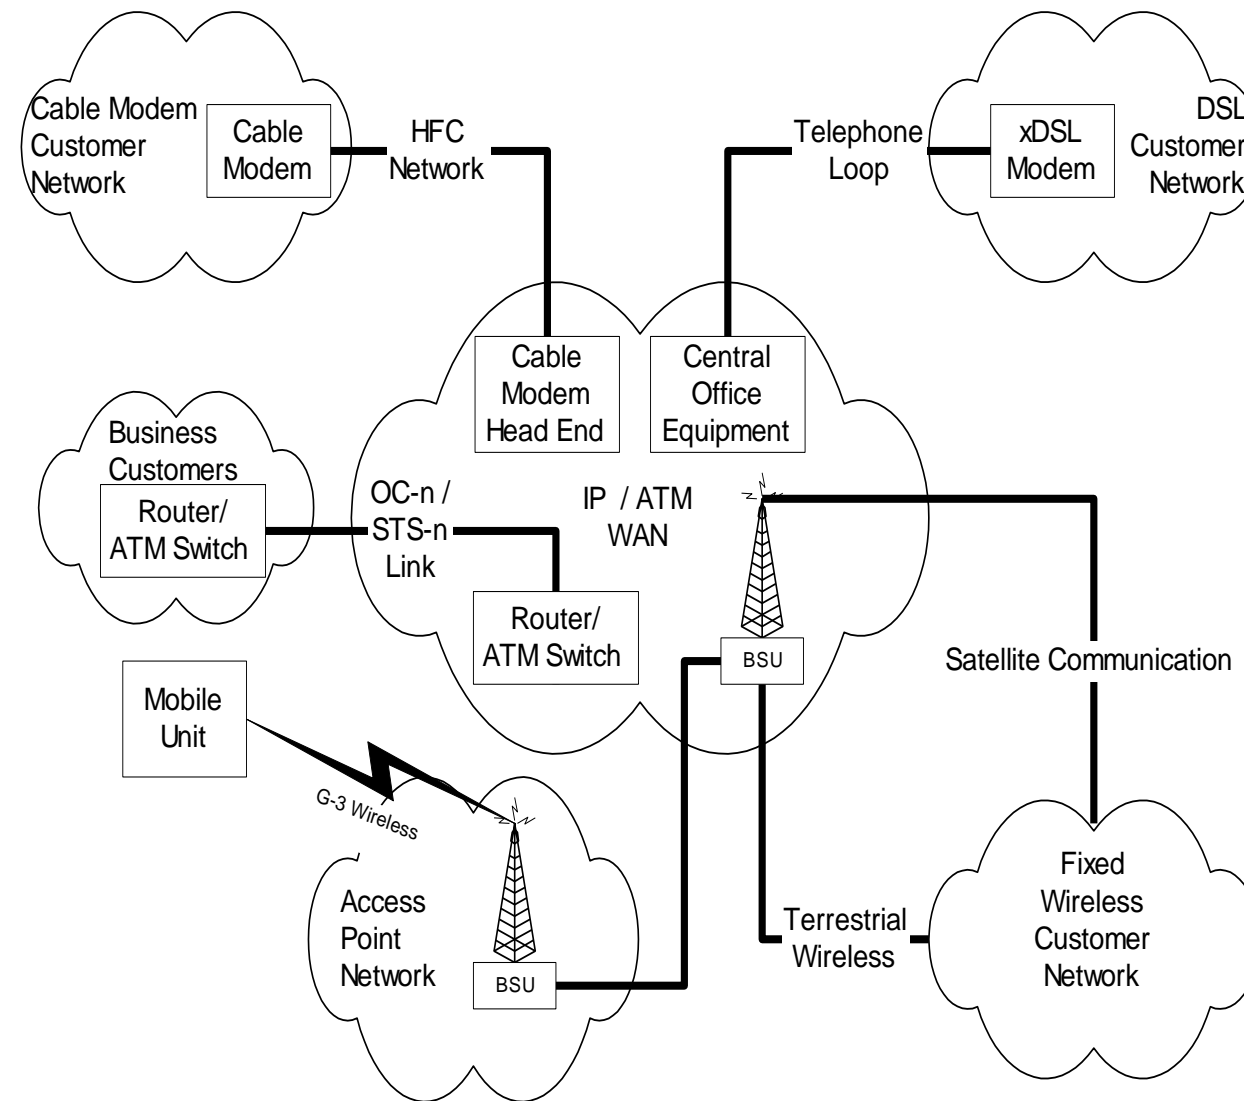 Cable Modem
Customer
Network
Cable
Modem
HFC
Network
Telephone
Loop
xDSL
Modem
DSL
Customer
Network
Cable
Modem
Head End
Central
Office
Equipment
Business
Customers
Router/
ATM Switch
OC-n /
STS-n
Link
IP / ATM
WAN
Router/
ATM Switch
BSU
Satellite Communication
Mobile
Unit
G-3 Wireless
Access
Point
Network
BSU
Terrestrial
Wireless
Fixed
Wireless
Customer
Network